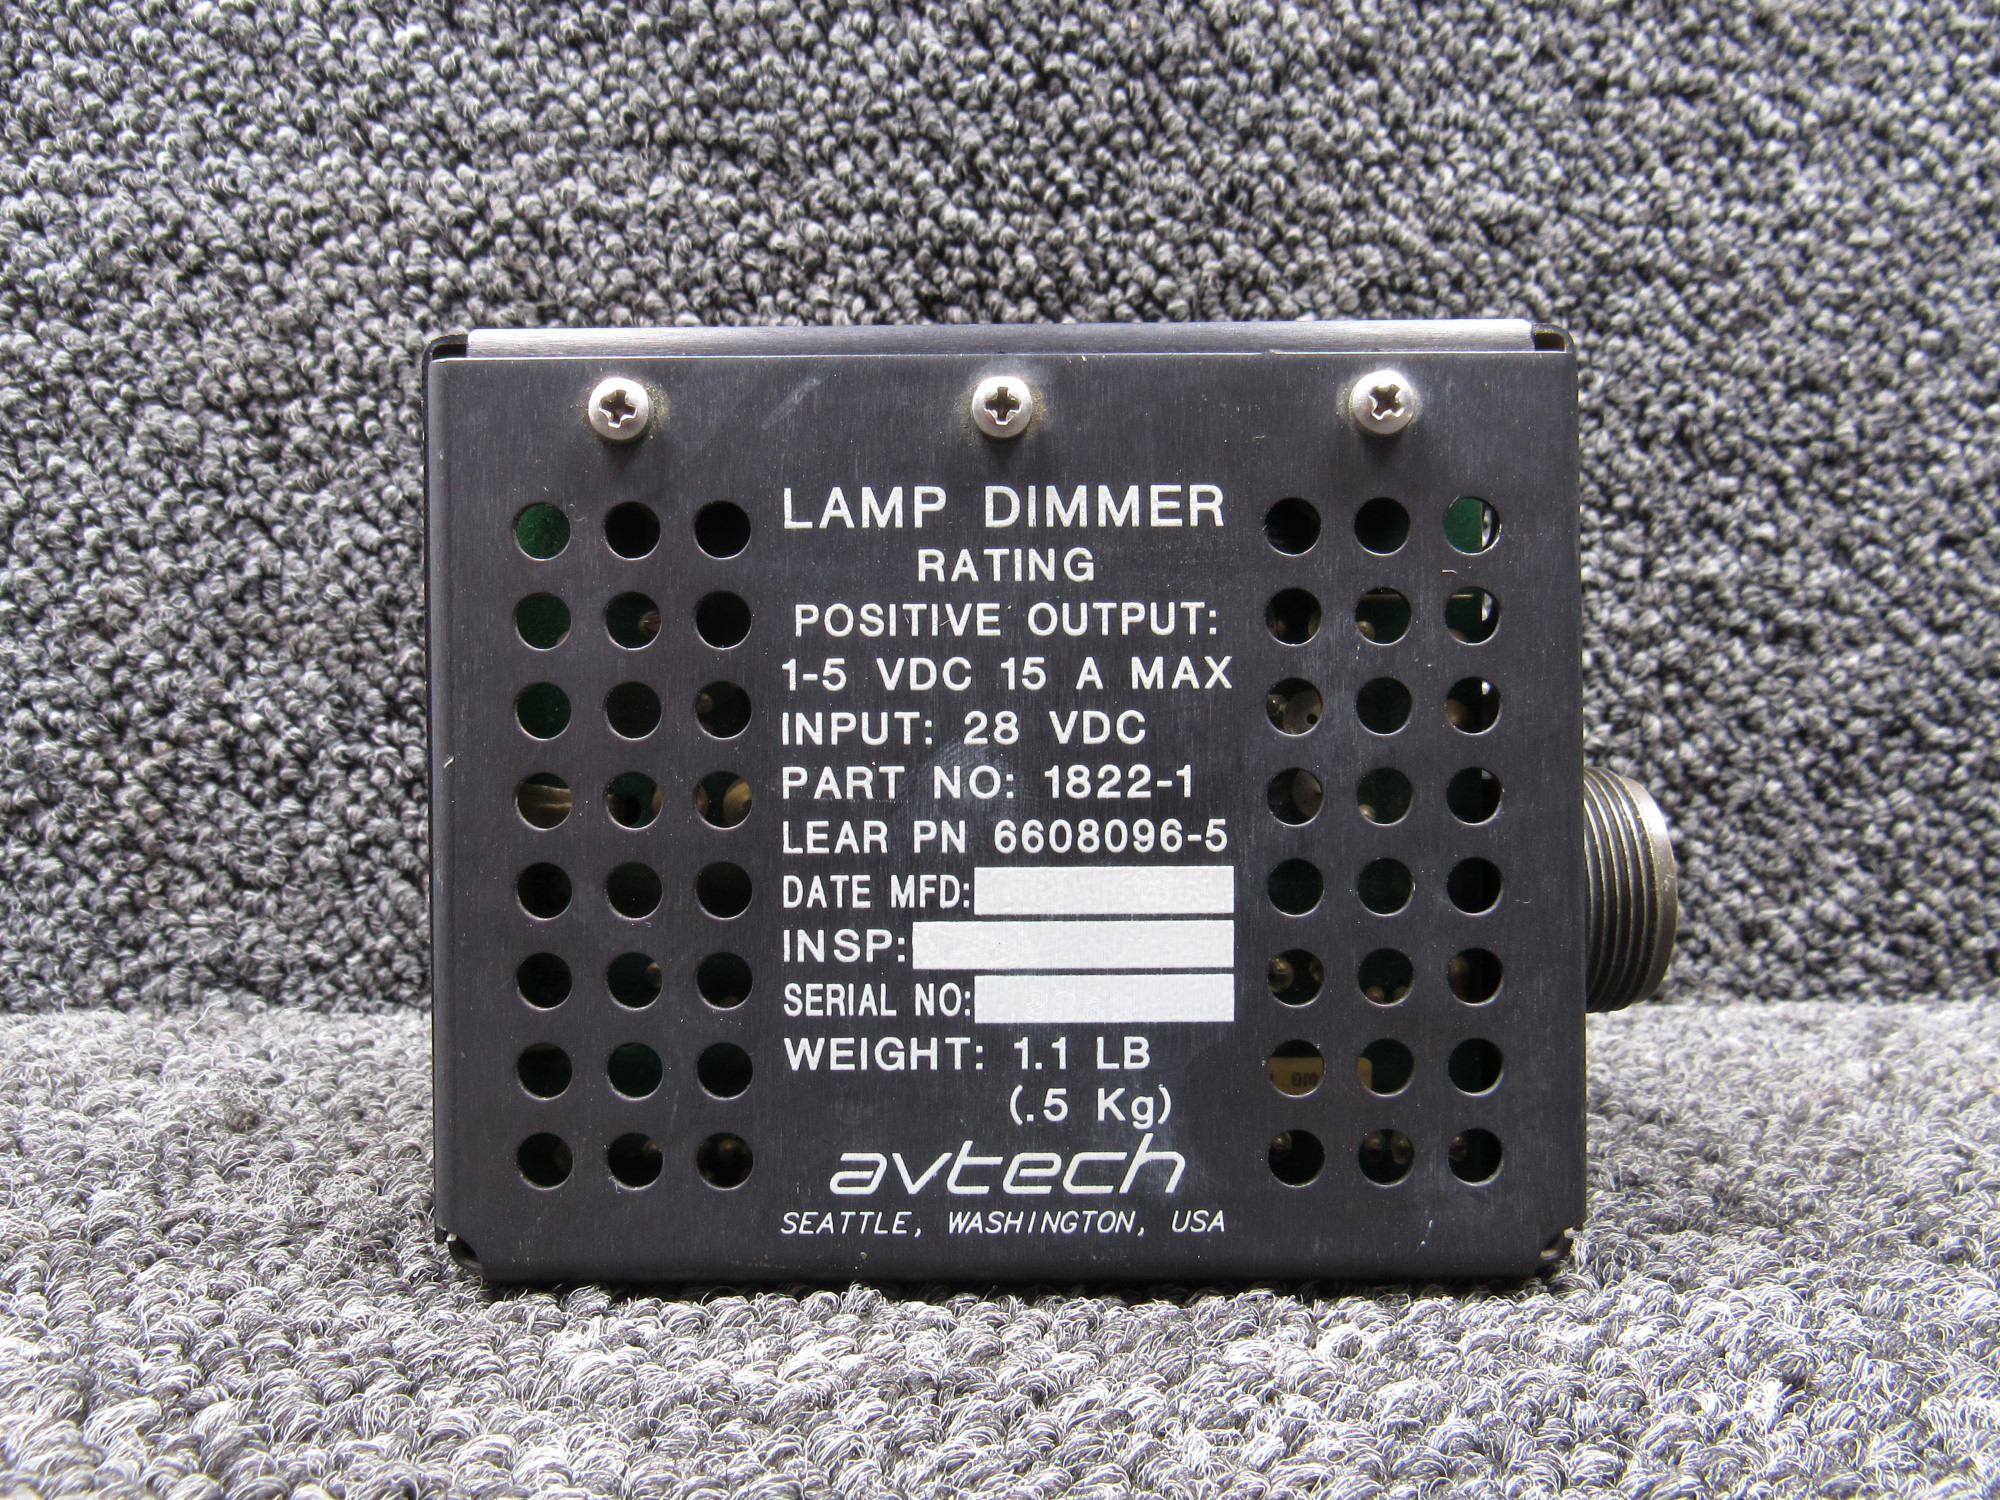 LAMP DIMMER
RATING
POSITIVE OUTPUT:
1-5 VDC 15 A MAX
INPUT: 28 VDC
PART NO: 1822-1
LEAR PN 6608096-5
DATE MFD:
INSP:
SERIAL NO:
WEIGHT: 1.1 LB
(.5 Kg)
avtech
SEATTLE, WASHINGTON, USA